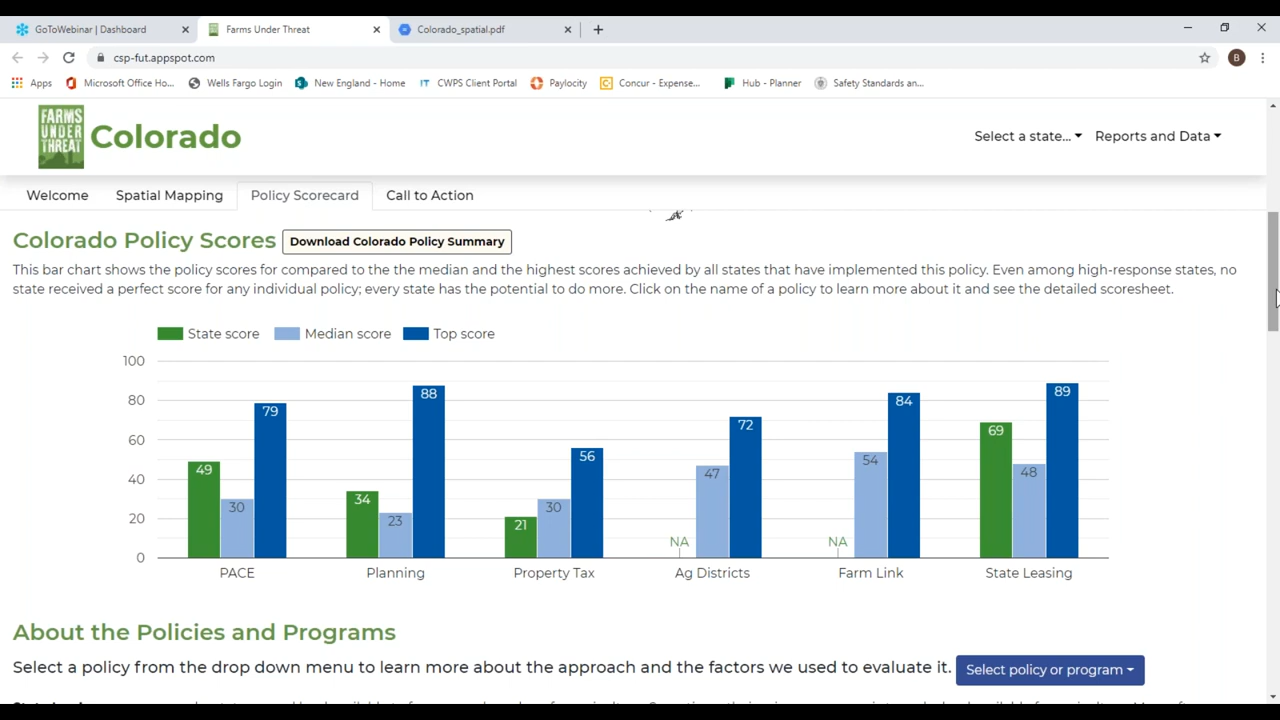 GoToWebinar | Dashboard
Farms Under Threat
Colorado_spatial.pdf
csp-fut.appspot.com
B
Apps
Microsoft Office Ho...
Wells Fargo Login
New England - Home
IT CWPS Client Portal
Paylocity
Concur - Expense...
Hub - Planner
Safety Standards an...
FARMS
UNDER
THREAT
Colorado
Select a state...
Reports and Data
Welcome
Spatial Mapping
Policy Scorecard
Call to Action
Colorado Policy Scores
Download Colorado Policy Summary
This bar chart shows the policy scores for compared to the the median and the highest scores achieved by all states that have implemented this policy. Even among high-response states, no
state received a perfect score for any individual policy; every state has the potential to do more. Click on the name of a policy to learn more about it and see the detailed scoresheet.
State score
Median score
Top score
100
80
60
40
20
0
49
30
79
34
23
88
21
30
56
NA
47
72
NA
54
84
69
48
89
PACE
Planning
Property Tax
Ag Districts
Farm Link
State Leasing
About the Policies and Programs
Select a policy from the drop down menu to learn more about the approach and the factors we used to evaluate it.
Select policy or program